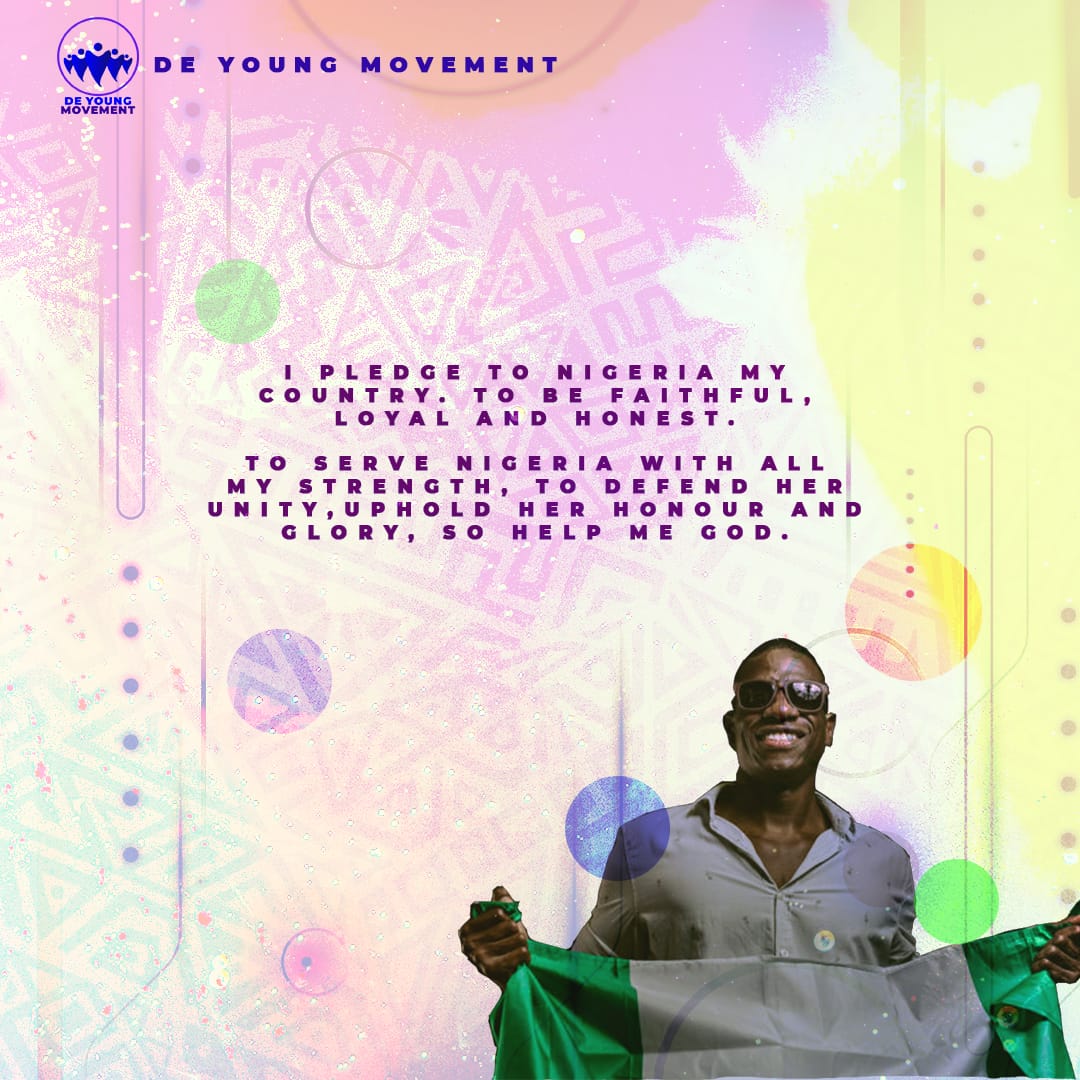 DE YOUNG MOVEMENT
DE YOUNG
MOVEMENT
I PLEDGE TO NIGERIA MY
COUNTRY. TO BE FAITHFUL,
LOYAL AND HONEST.
TO SERVE NIGERIA WITH ALL
MY STRENGTH, TO DEFEND HER
UNITY,UPHOLD HER HONOUR AND
GLORY, SO HELP ME GOD.